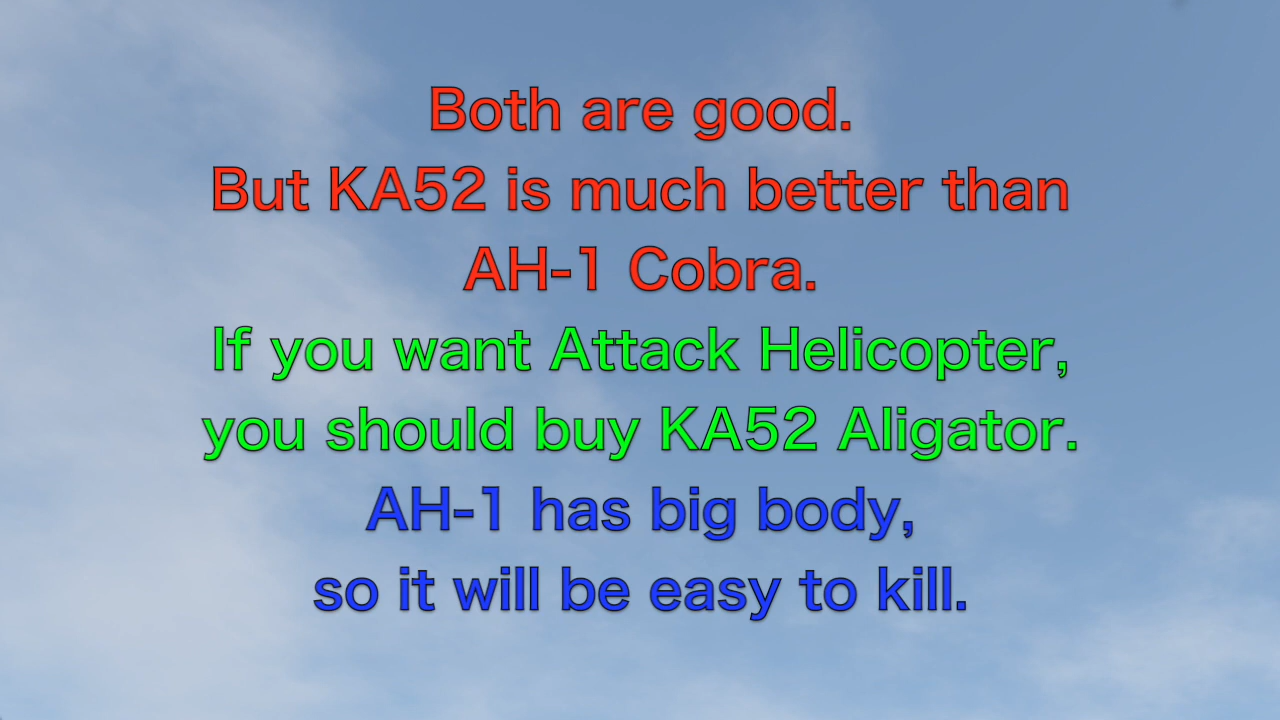 Both are good.
But KA52 is much better than
AH-1 Cobra.
If you want Attack Helicopter,
you should buy KA52 Aligator.
AH-1 has big body,
so it will be easy to kill.